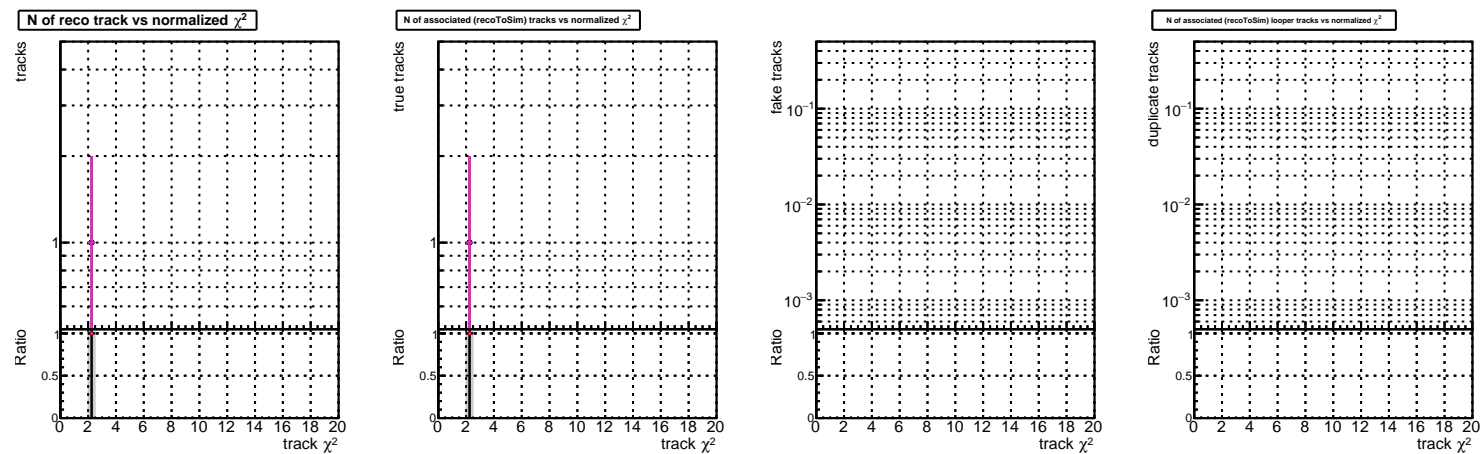 N of reco track vs normalized χ²
tracks
1
Ratio
1
0.5
0
0 2 4 6 8 10 12 14 16 18 20
track χ²
N of associated (recoToSim) tracks vs normalized χ²
true tracks
1
Ratio
1
0.5
0
0 2 4 6 8 10 12 14 16 18 20
track χ²
fake tracks
10⁻¹
10⁻²
10⁻³
Ratio
1
0.5
0
0 2 4 6 8 10 12 14 16 18 20
track χ²
N of associated (recoToSim) looper tracks vs normalized χ²
duplicate tracks
10⁻¹
10⁻²
10⁻³
Ratio
1
0.5
0
0 2 4 6 8 10 12 14 16 18 20
track χ²